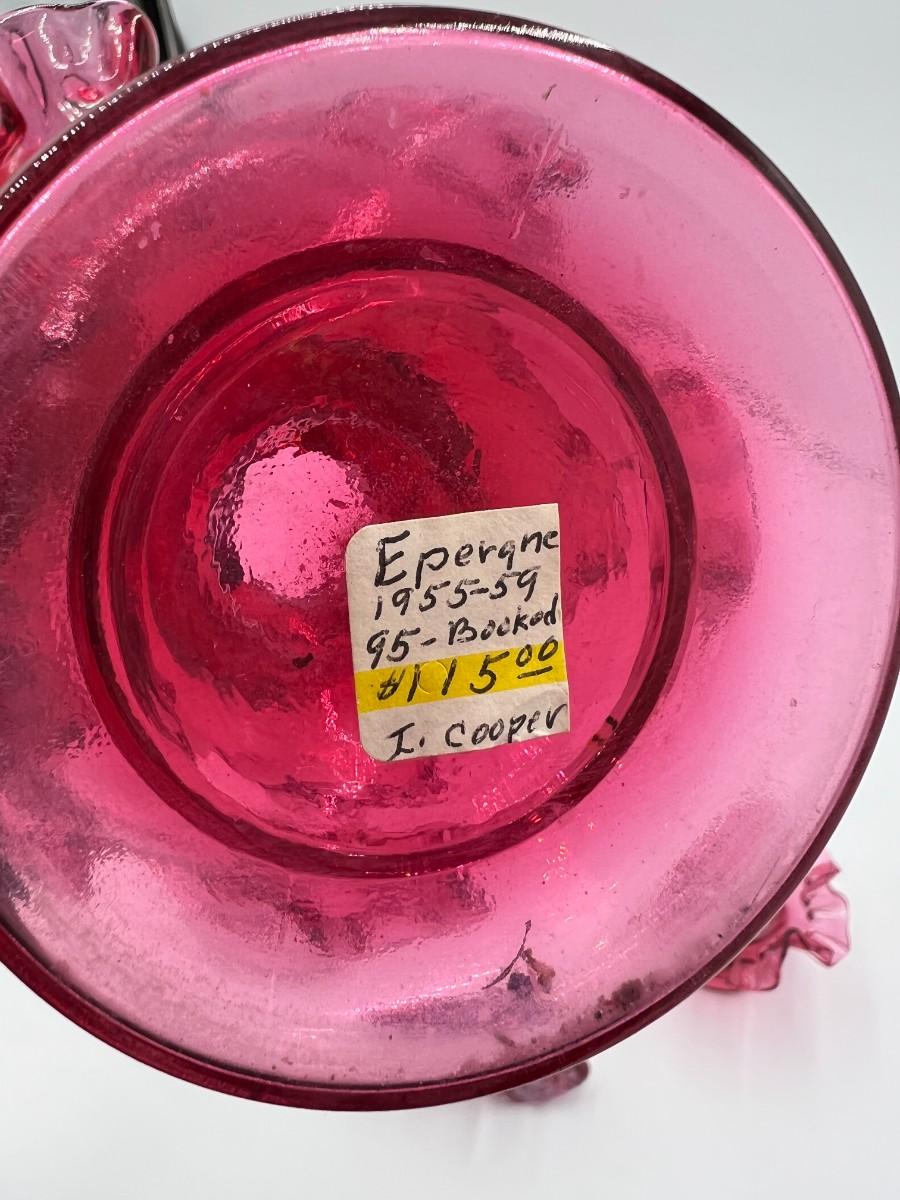 Epergne
1955-59
95-Booked
$115.00
I. Cooper